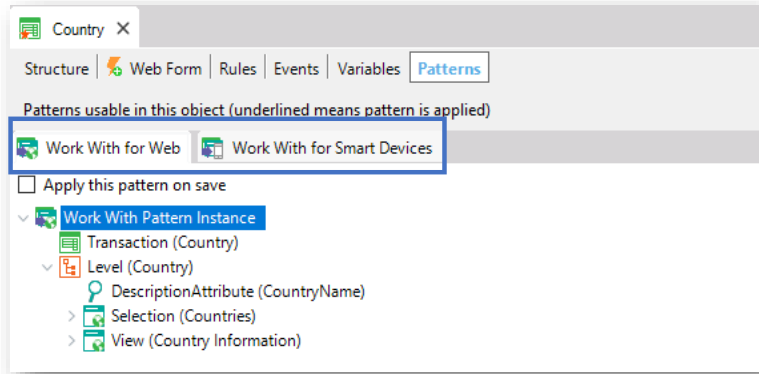 Country
Structure Web Form Rules Events Variables Patterns
Patterns usable in this object (underlined means pattern is applied)
Work With for Web Work With for Smart Devices
Apply this pattern on save
Work With Pattern Instance
Transaction (Country)
Level (Country)
DescriptionAttribute (CountryName)
Selection (Countries)
View (Country Information)